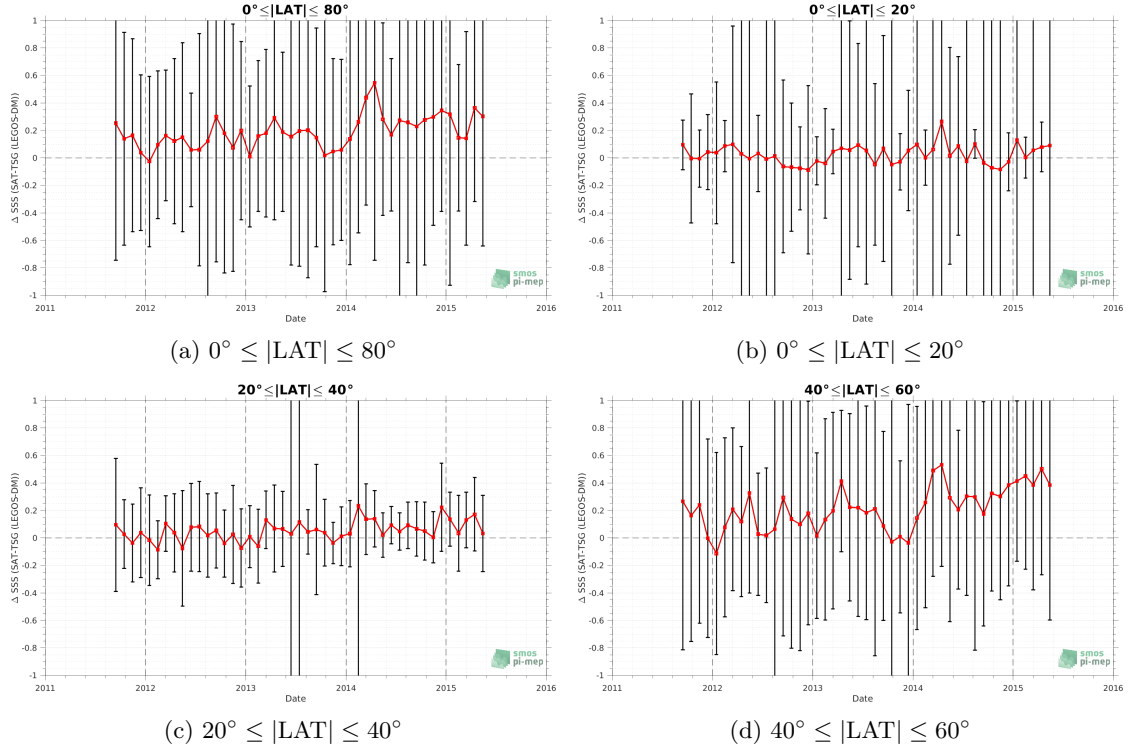 0°≤|LAT|≤ 80°
Δ SSS (SAT-TSG (LEGOS-DM))
1
0.8
0.6
0.4
0.2
0
-0.2
-0.4
-0.6
-0.8
-1
2011 2012 2013 2014 2015 2016
Date
smos
pi-mep
(a) 0° ≤ |LAT| ≤ 80°
0°≤|LAT|≤ 20°
Δ SSS (SAT-TSG (LEGOS-DM))
1
0.8
0.6
0.4
0.2
0
-0.2
-0.4
-0.6
-0.8
-1
2011 2012 2013 2014 2015 2016
Date
smos
pi-mep
(b) 0° ≤ |LAT| ≤ 20°
20°≤|LAT|≤ 40°
Δ SSS (SAT-TSG (LEGOS-DM))
1
0.8
0.6
0.4
0.2
0
-0.2
-0.4
-0.6
-0.8
-1
2011 2012 2013 2014 2015 2016
Date
smos
pi-mep
(c) 20° ≤ |LAT| ≤ 40°
40°≤|LAT|≤ 60°
Δ SSS (SAT-TSG (LEGOS-DM))
1
0.8
0.6
0.4
0.2
0
-0.2
-0.4
-0.6
-0.8
-1
2011 2012 2013 2014 2015 2016
Date
smos
pi-mep
(d) 40° ≤ |LAT| ≤ 60°